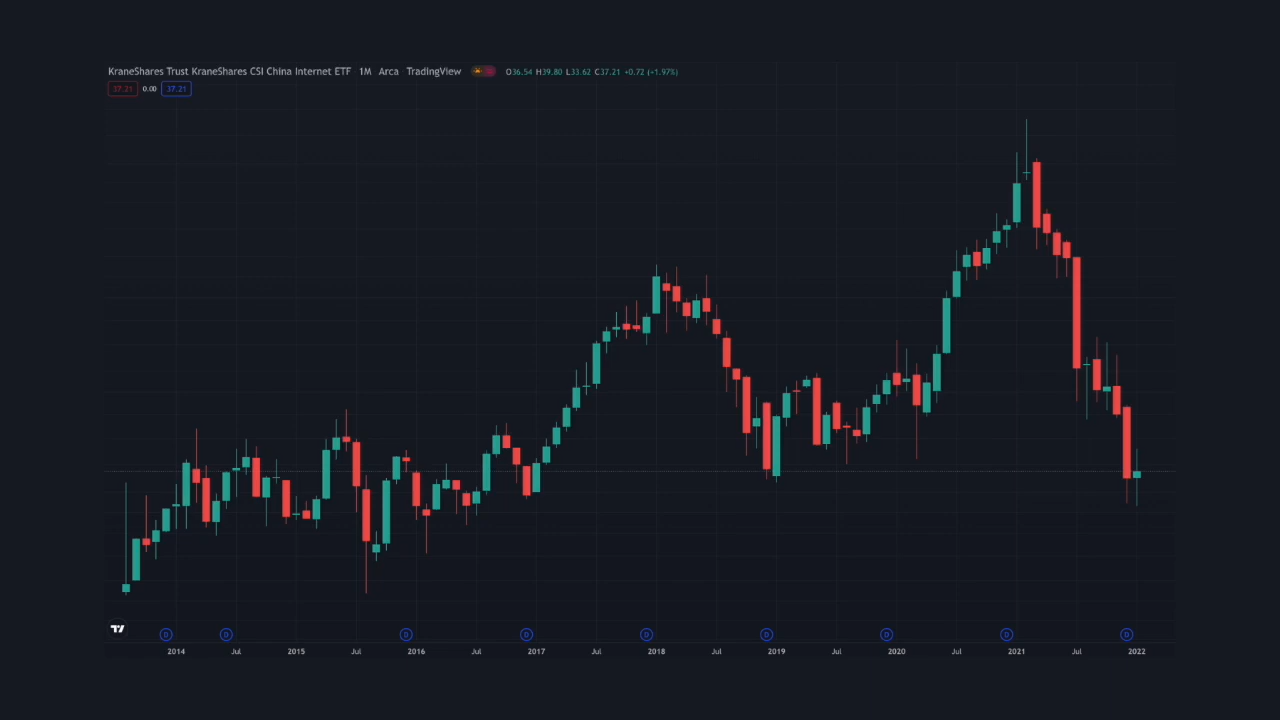 KraneShares Trust KraneShares CSI China Internet ETF 1M Arca TradingView O36.54 H39.80 L33.62 C37.21 +0.72 (+1.97%)
37.21 0.00 37.21
D D D D D D D D D
2014 Jul 2015 Jul 2016 Jul 2017 Jul 2018 Jul 2019 Jul 2020 Jul 2021 Jul 2022